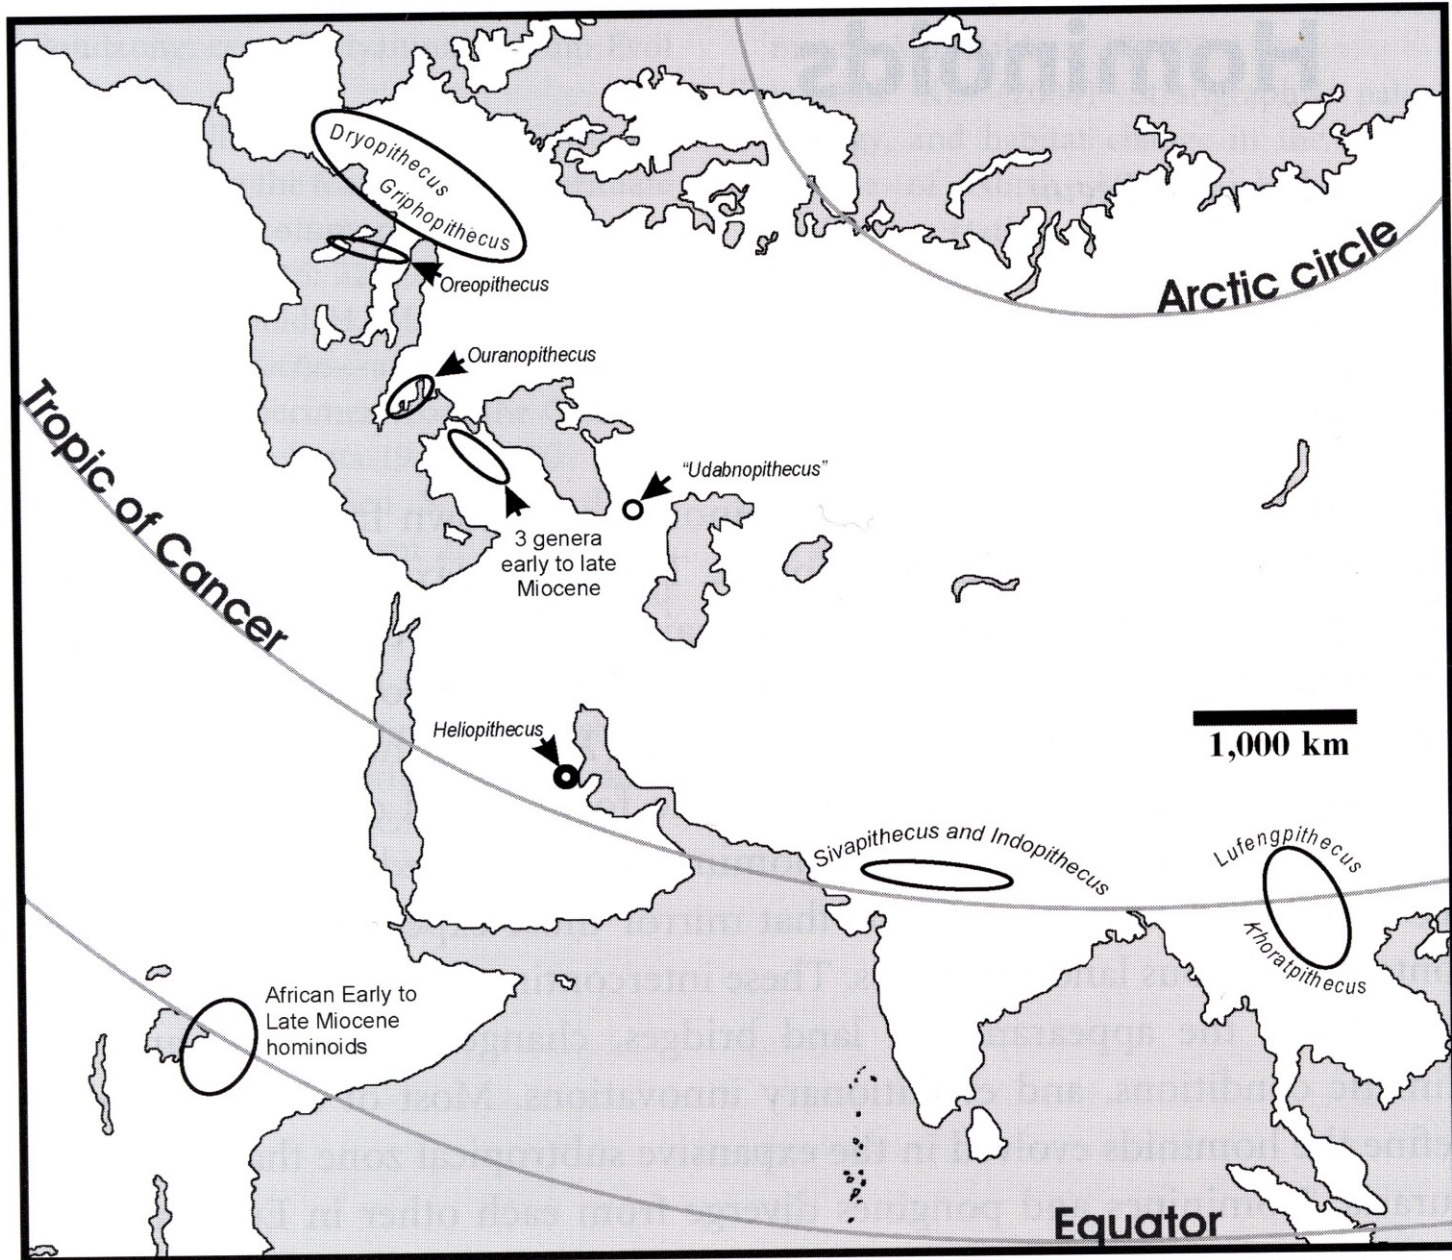 Hominoids
Dryopithecus
Griphopithecus
Oreopithecus
Arctic circle
Ouranopithecus
Tropic of Cancer
"Udabnopithecus"
3 genera
early to late
Miocene
Heliopithecus
1,000 km
Sivapithecus and Indopithecus
Lufengpithecus
Khoratpithecus
African Early to
Late Miocene
hominoids
Equator